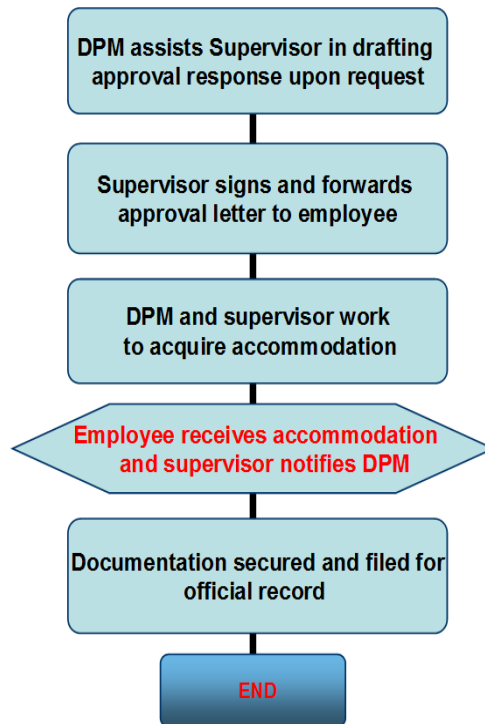 DPM assists Supervisor in drafting
approval response upon request
Supervisor signs and forwards
approval letter to employee
DPM and supervisor work
to acquire accommodation
Employee receives accommodation
and supervisor notifies DPM
Documentation secured and filed for
official record
END